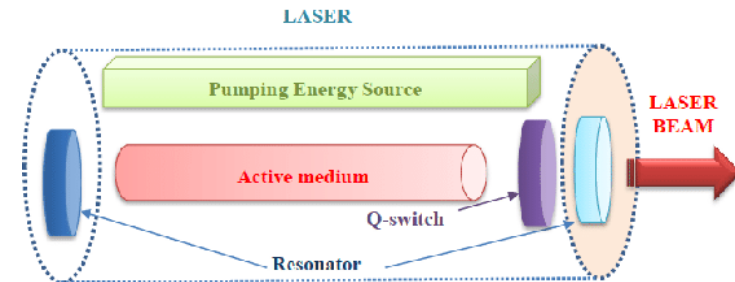 LASER
Pumping Energy Source
LASER
BEAM
Active medium
Q-switch
Resonator